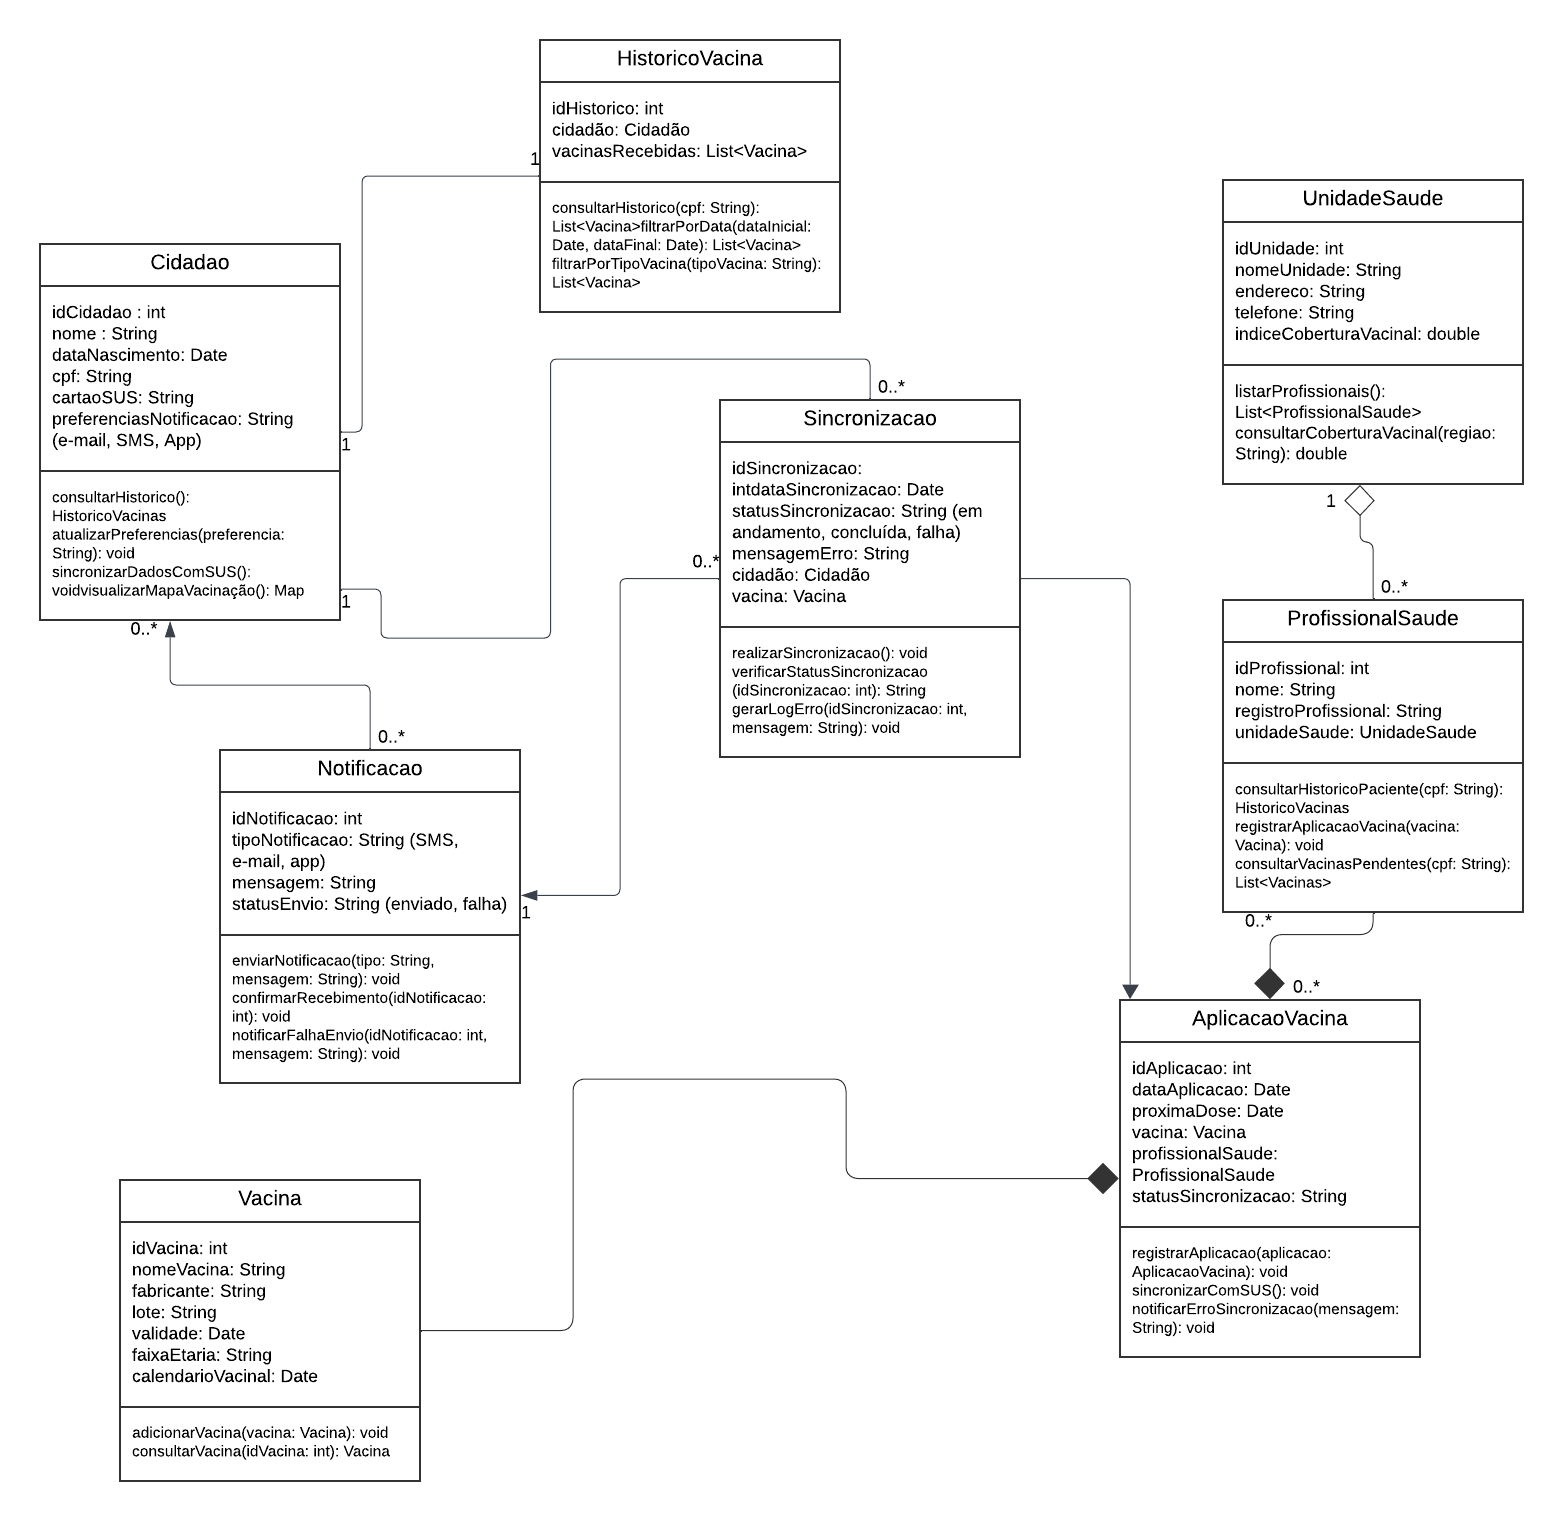 HistoricoVacina
idHistorico: int
cidadão: Cidadão
vacinasRecebidas: List<Vacina>
consultarHistorico(cpf: String):
List<Vacina>filtrarPorData(dataInicial:
Date, dataFinal: Date): List<Vacina>
filtrarPorTipoVacina(tipoVacina: String):
List<Vacina>
1
Cidadao
idCidadao : int
nome : String
dataNascimento: Date
cpf: String
cartaoSUS: String
preferenciasNotificacao: String
(e-mail, SMS, App)
consultarHistorico():
HistoricoVacinas
atualizarPreferencias(preferencia:
String): void
sincronizarDadosComSUS():
voidvisualizarMapaVacinação(): Map
1
1
0..*
UnidadeSaude
idUnidade: int
nomeUnidade: String
endereco: String
telefone: String
indiceCoberturaVacinal: double
listarProfissionais():
List<ProfissionalSaude>
consultarCoberturaVacinal(regiao:
String): double
1
0..*
0..*
Sincronizacao
idSincronizacao:
intdataSincronizacao: Date
statusSincronizacao: String (em
andamento, concluída, falha)
mensagemErro: String
cidadão: Cidadão
vacina: Vacina
realizarSincronizacao(): void
verificarStatusSincronizacao
(idSincronizacao: int): String
gerarLogErro(idSincronizacao: int,
mensagem: String): void
0..*
ProfissionalSaude
idProfissional: int
nome: String
registroProfissional: String
unidadeSaude: UnidadeSaude
consultarHistoricoPaciente(cpf: String):
HistoricoVacinas
registrarAplicacaoVacina(vacina:
Vacina): void
consultarVacinasPendentes(cpf: String):
List<Vacinas>
0..*
0..*
0..*
Notificacao
idNotificacao: int
tipoNotificacao: String (SMS,
e-mail, app)
mensagem: String
statusEnvio: String (enviado, falha)
enviarNotificacao(tipo: String,
mensagem: String): void
confirmarRecebimento(idNotificacao:
int): void
notificarFalhaEnvio(idNotificacao: int,
mensagem: String): void
1
AplicacaoVacina
idAplicacao: int
dataAplicacao: Date
proximaDose: Date
vacina: Vacina
profissionalSaude:
ProfissionalSaude
statusSincronizacao: String
registrarAplicacao(aplicacao:
AplicacaoVacina): void
sincronizarComSUS(): void
notificarErroSincronizacao(mensagem:
String): void
Vacina
idVacina: int
nomeVacina: String
fabricante: String
lote: String
validade: Date
faixaEtaria: String
calendarioVacinal: Date
adicionarVacina(vacina: Vacina): void
consultarVacina(idVacina: int): Vacina